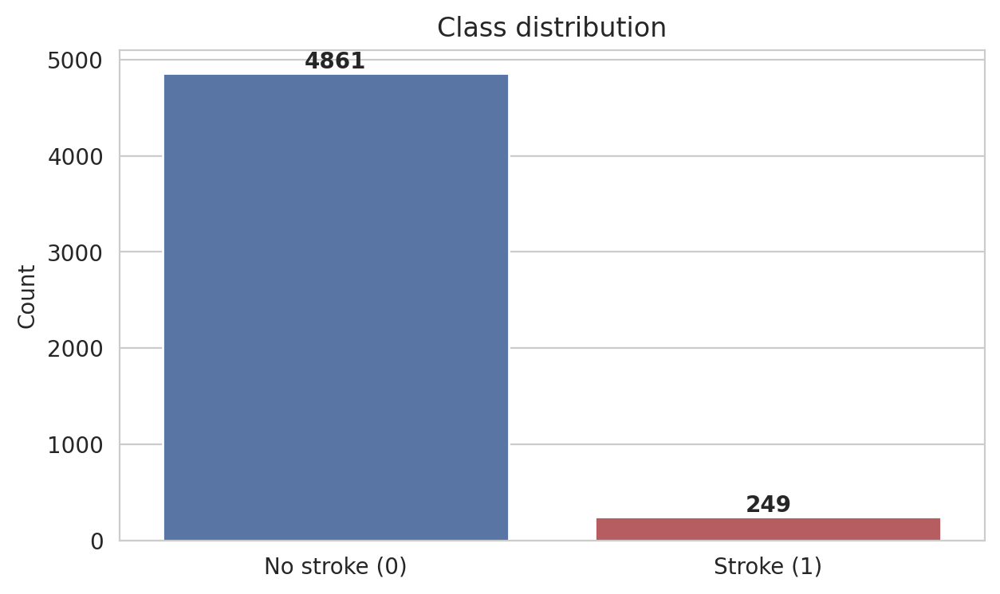 Class distribution
5000
4861
4000
3000
Count
2000
1000
249
0
No stroke (0)
Stroke (1)